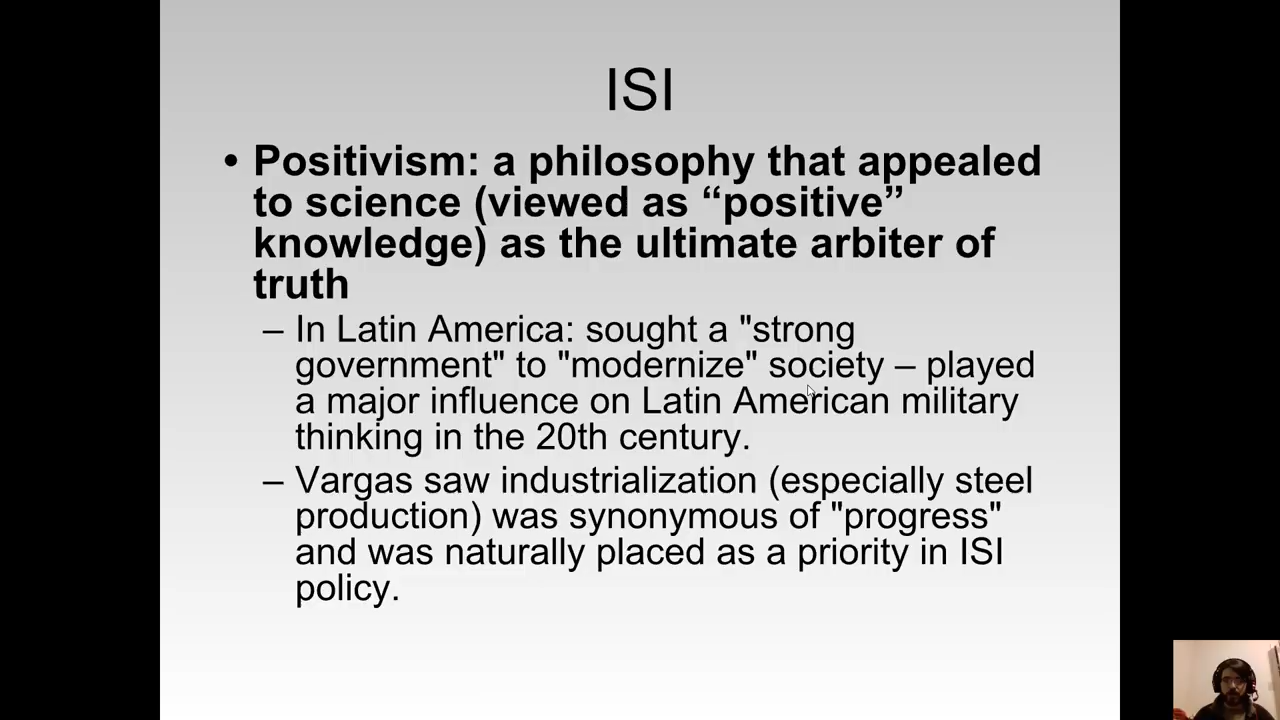 ISI
• Positivism: a philosophy that appealed
to science (viewed as “positive”
knowledge) as the ultimate arbiter of
truth
– In Latin America: sought a "strong
government" to "modernize" society – played
a major influence on Latin American military
thinking in the 20th century.
– Vargas saw industrialization (especially steel
production) was synonymous of "progress"
and was naturally placed as a priority in ISI
policy.